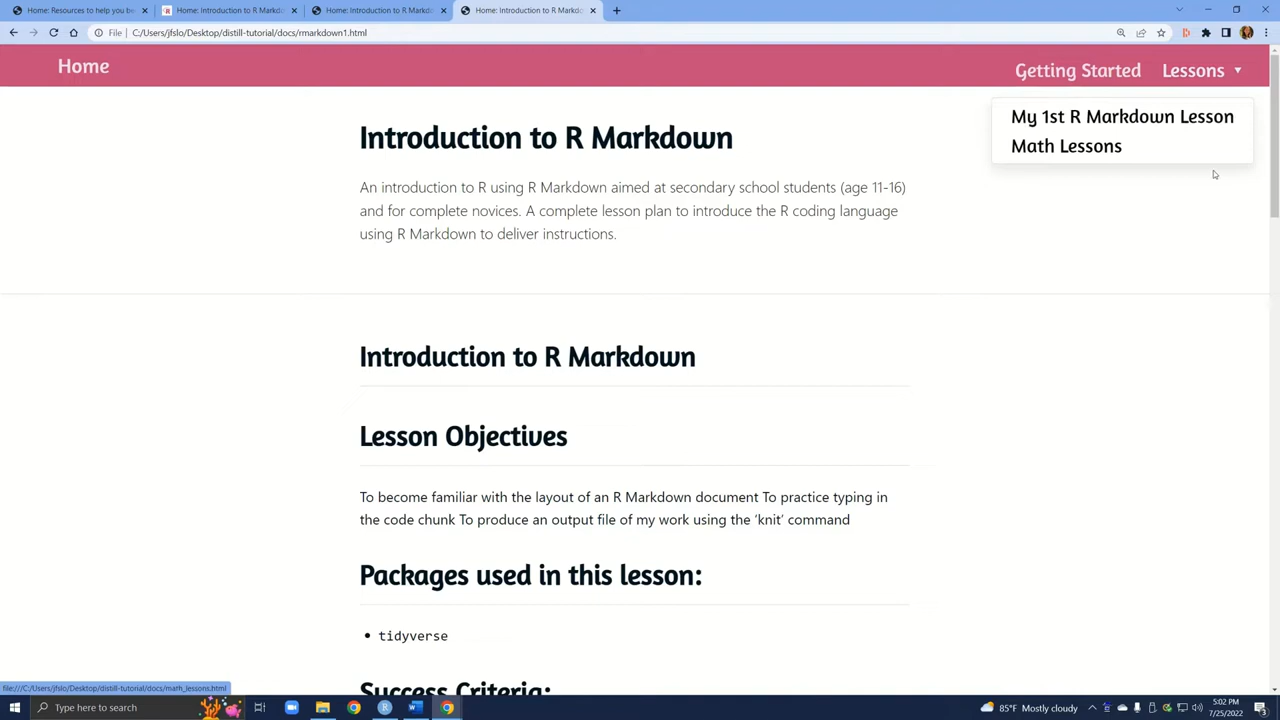 Home: Resources to help you be
Home: Introduction to R Markdo
Home: Introduction to R Markdo
Home: Introduction to R Markdo
File
C:/Users/jfslo/Desktop/distill-tutorial/docs/rmarkdown1.html
Home
Getting Started
Lessons
My 1st R Markdown Lesson
Math Lessons
Introduction to R Markdown
An introduction to R using R Markdown aimed at secondary school students (age 11-16)
and for complete novices. A complete lesson plan to introduce the R coding language
using R Markdown to deliver instructions.
Introduction to R Markdown
Lesson Objectives
To become familiar with the layout of an R Markdown document To practice typing in
the code chunk To produce an output file of my work using the ‘knit’ command
Packages used in this lesson:
• tidyverse
Success Criteria:
file:///C:/Users/jfslo/Desktop/distill-tutorial/docs/math_lessons.html
Type here to search
85°F Mostly cloudy
5:02 PM
7/25/2022
3